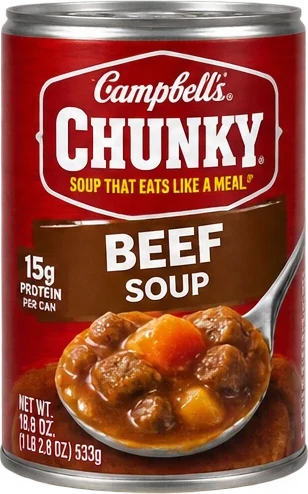 Campbell's®
CHUNKY®
SOUP THAT EATS LIKE A MEAL®
BEEF
SOUP
15g
PROTEIN
PER CAN
NET WT.
18.8 OZ.
(1 LB 2.8 OZ) 533g